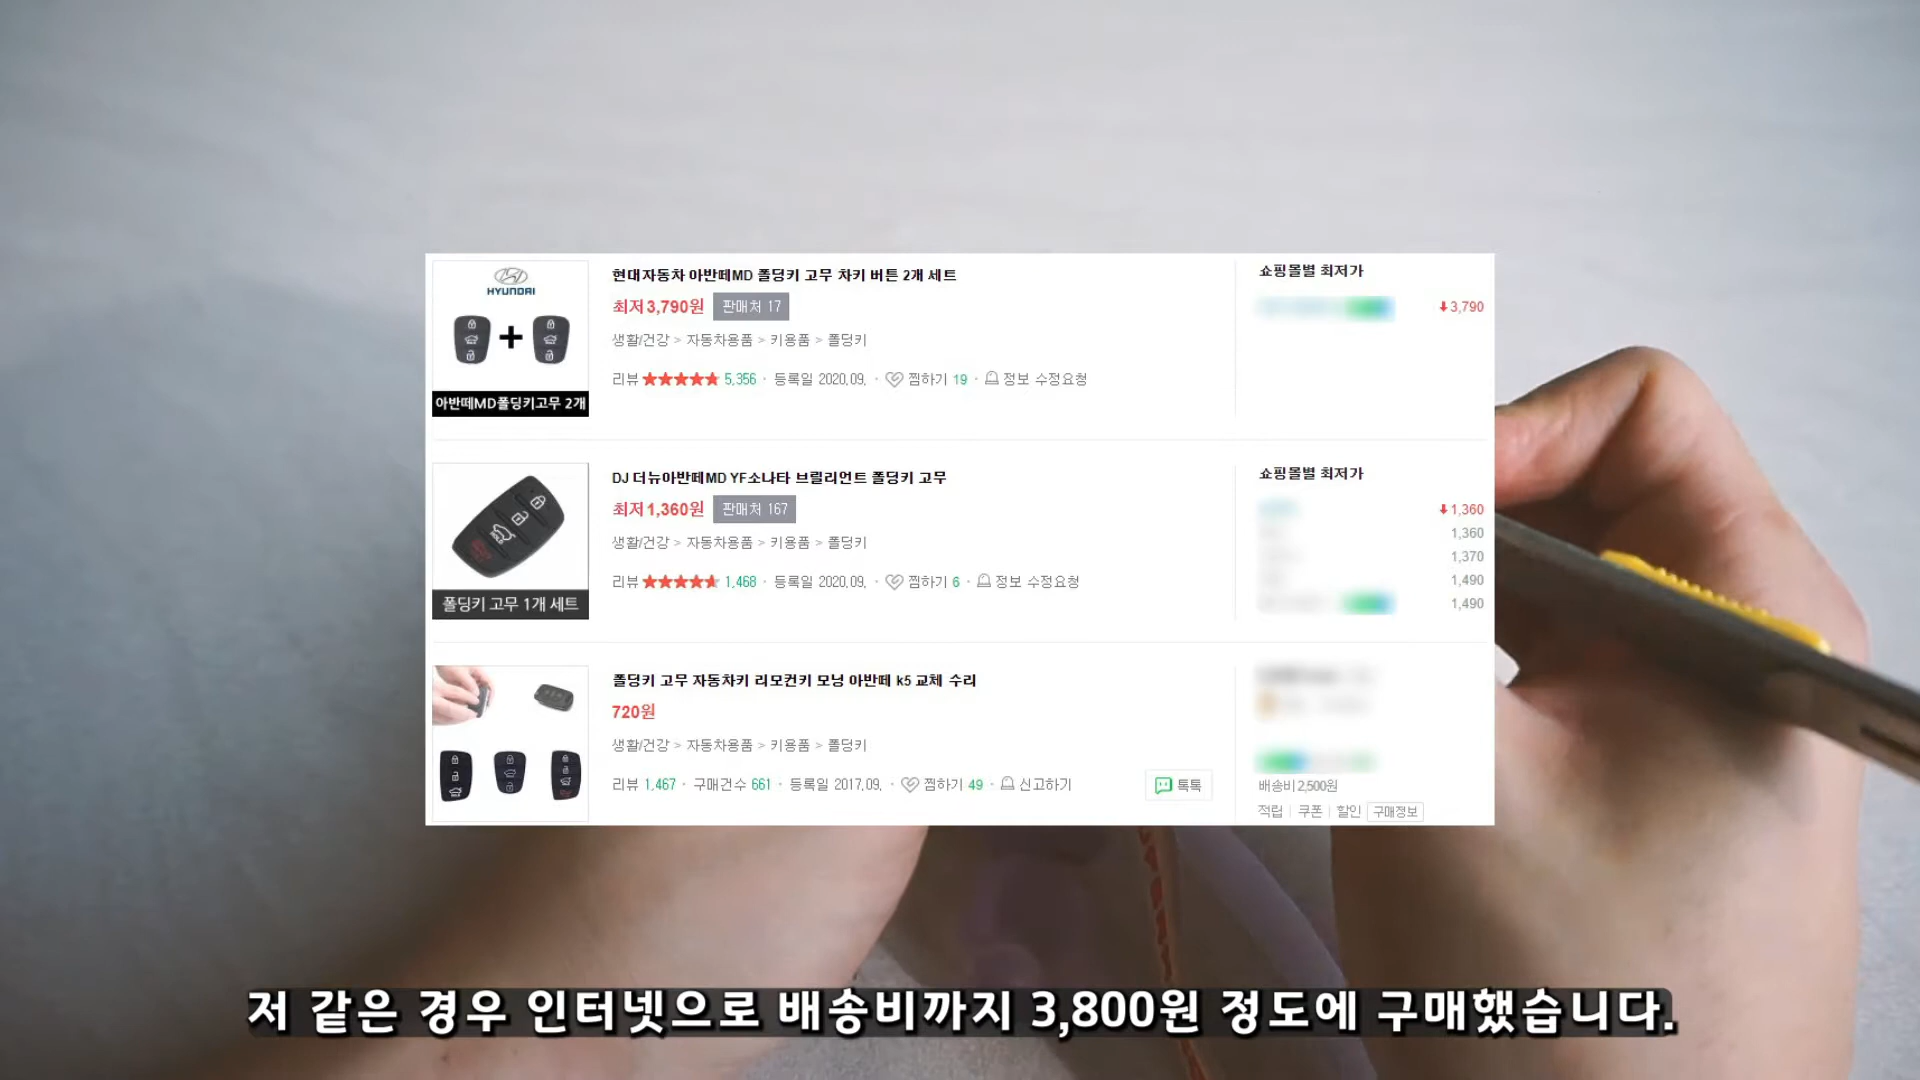 HYUNDAI
아반떼MD폴딩키고무 2개
현대자동차 아반떼MD 폴딩키 고무 차키 버튼 2개 세트
최저 3,790원 판매처 17
생활/건강 > 자동차용품 > 키용품 > 폴딩키
리뷰 ★★★★★ 5,356 · 등록일 2020.09. · 찜하기 19 · 정보 수정요청
쇼핑몰별 최저가
3,790
폴딩키 고무 1개 세트
DJ 더뉴아반떼MD YF소나타 브릴리언트 폴딩키 고무
최저 1,360원 판매처 167
생활/건강 > 자동차용품 > 키용품 > 폴딩키
리뷰 ★★★★★ 1,468 · 등록일 2020.09. · 찜하기 6 · 정보 수정요청
쇼핑몰별 최저가
1,360
1,360
1,370
1,490
1,490
폴딩키 고무 자동차키 리모컨키 모닝 아반떼 k5 교체 수리
720원
생활/건강 > 자동차용품 > 키용품 > 폴딩키
리뷰 1,467 · 구매건수 661 · 등록일 2017.09. · 찜하기 49 · 신고하기
톡톡
배송비 2,500원
적립 | 쿠폰 | 할인 구매정보
저 같은 경우 인터넷으로 배송비까지 3,800원 정도에 구매했습니다.